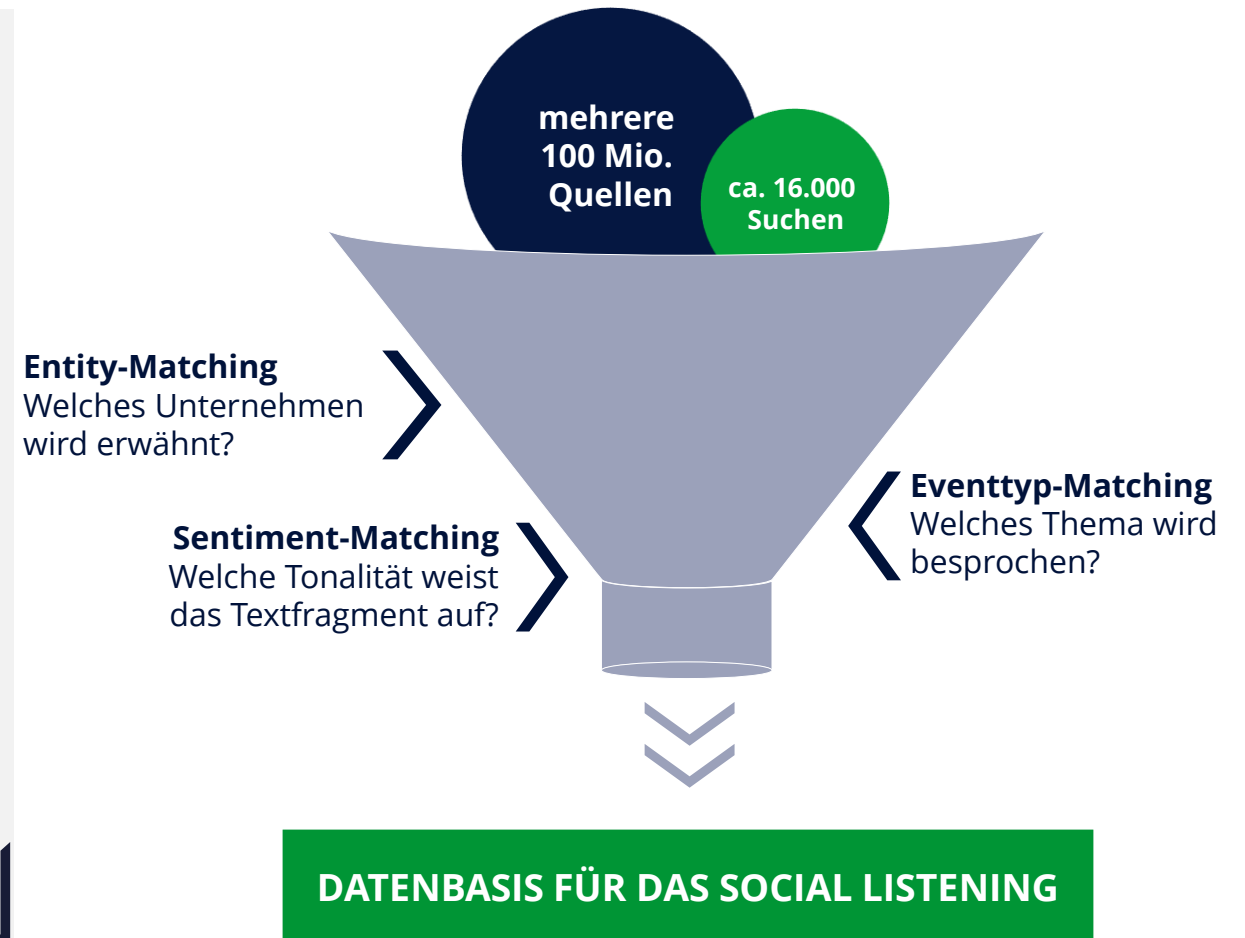 mehrere
100 Mio.
Quellen
ca. 16.000
Suchen
Entity-Matching
Welches Unternehmen
wird erwähnt?
Eventtyp-Matching
Welches Thema wird
besprochen?
Sentiment-Matching
Welche Tonalität weist
das Textfragment auf?
DATENBASIS FÜR DAS SOCIAL LISTENING